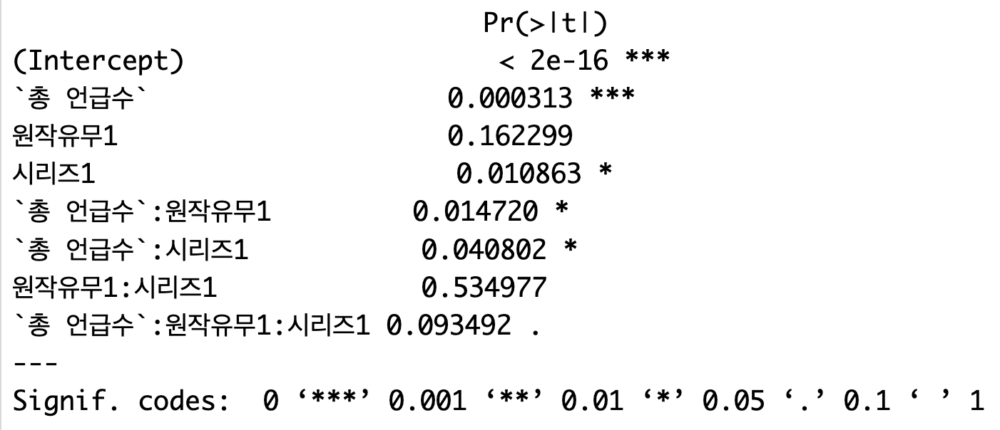 Pr(>|t|)
(Intercept) < 2e-16 ***
`총 언급수` 0.000313 ***
원작유무1 0.162299
시리즈1 0.010863 *
`총 언급수`:원작유무1 0.014720 *
`총 언급수`:시리즈1 0.040802 *
원작유무1:시리즈1 0.534977
`총 언급수`:원작유무1:시리즈1 0.093492 .
---
Signif. codes:  0 ‘***’ 0.001 ‘**’ 0.01 ‘*’ 0.05 ‘.’ 0.1 ‘ ’ 1